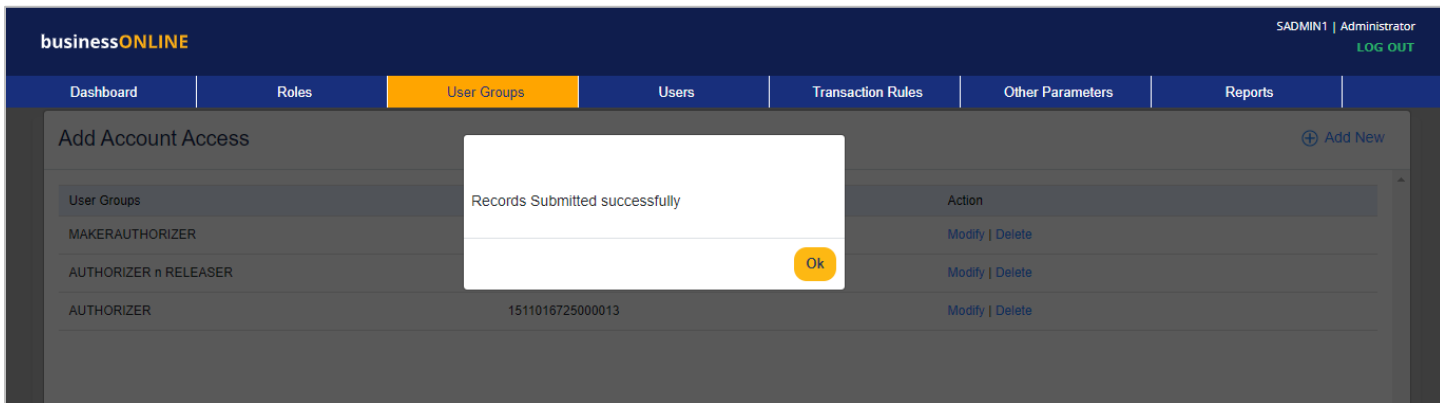 SADMIN1 | Administrator
businessONLINE
LOG OUT
Dashboard Roles User Groups Users Transaction Rules Other Parameters Reports
Add Account Access
Add New
User Groups
Action
Records Submitted successfully
MAKERAUTHORIZER
Modify | Delete
Ok
AUTHORIZER n RELEASER
Modify | Delete
AUTHORIZER 1511016725000013 Modify | Delete